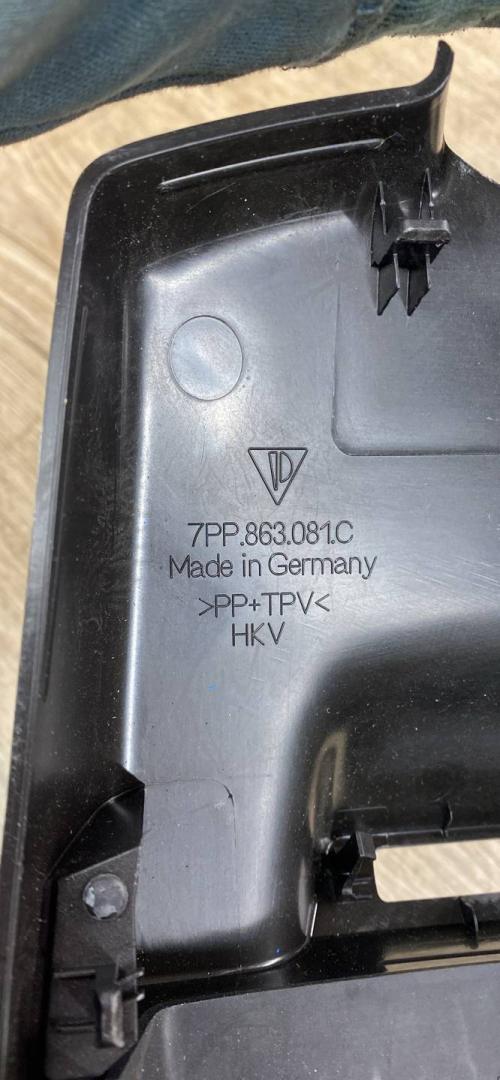 7PP.863.081.C
Made in Germany
>PP+TPV<
HKV